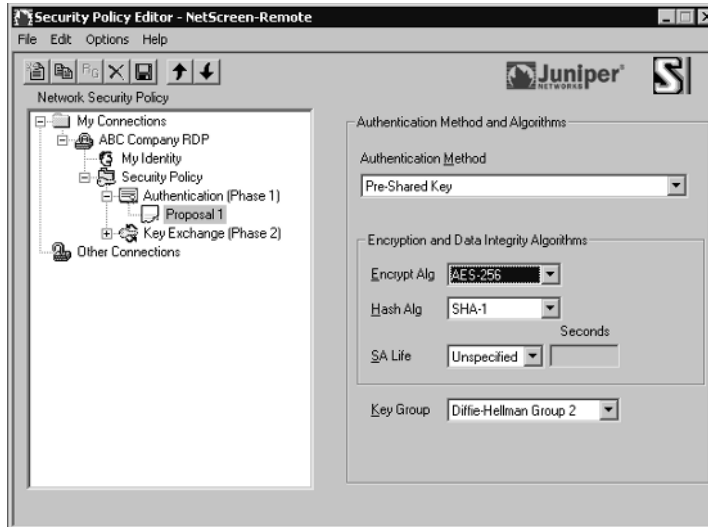 Security Policy Editor - NetScreen-Remote
File Edit Options Help
Juniper
NETWORKS
Network Security Policy
My Connections
ABC Company RDP
My Identity
Security Policy
Authentication (Phase 1)
Proposal 1
Key Exchange (Phase 2)
Other Connections
Authentication Method and Algorithms
Authentication Method
Pre-Shared Key
Encryption and Data Integrity Algorithms
Encrypt Alg AES-256
Hash Alg SHA-1
Seconds
SA Life Unspecified
Key Group Diffie-Hellman Group 2